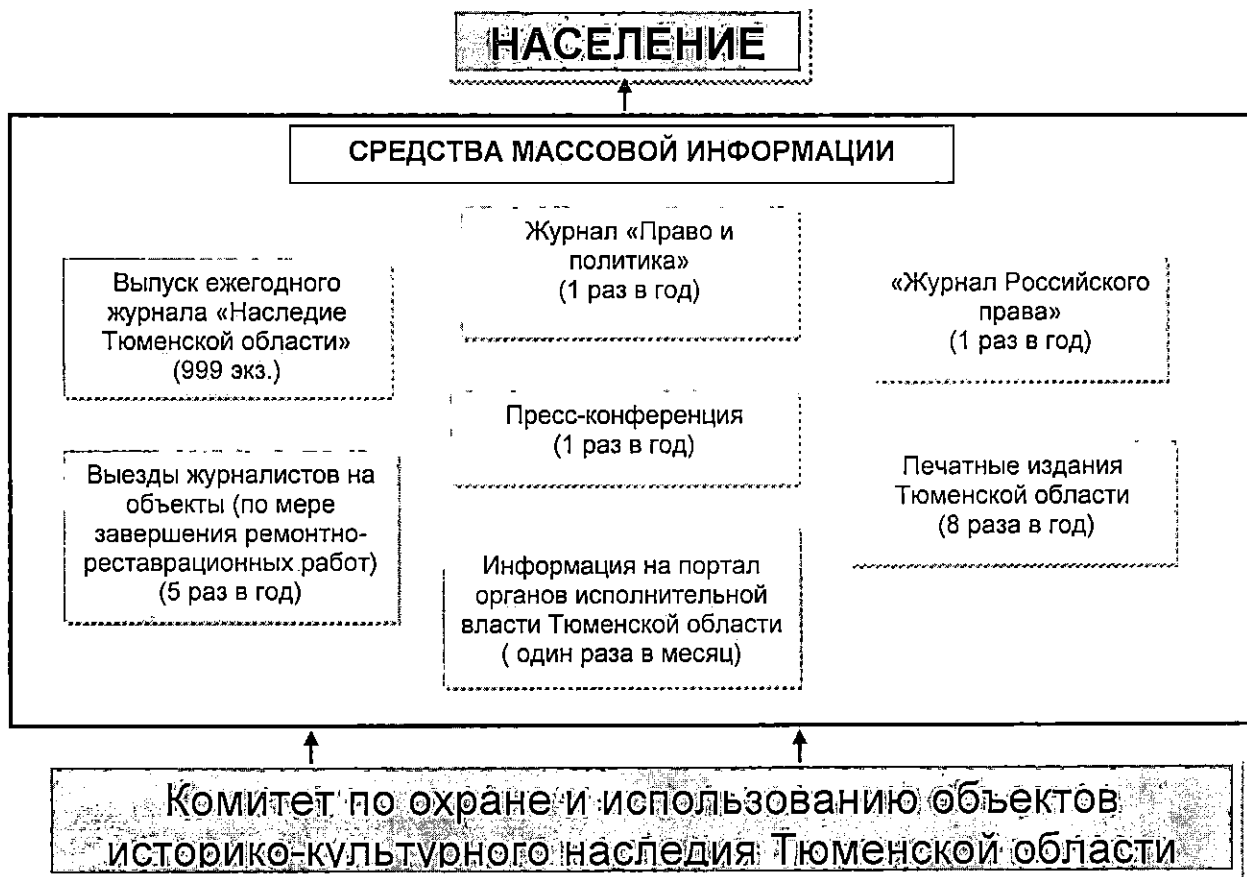 НАСЕЛЕНИЕ
СРЕДСТВА МАССОВОЙ ИНФОРМАЦИИ
Выпуск ежегодного
журнала «Наследие
Тюменской области»
(999 экз.)
Журнал «Право и
политика»
(1 раз в год)
«Журнал Российского
права»
(1 раз в год)
Выезды журналистов на
объекты (по мере
завершения ремонтно-
реставрационных работ)
(5 раз в год)
Пресс-конференция
(1 раз в год)
Печатные издания
Тюменской области
(8 раза в год)
Информация на портал
органов исполнительной
власти Тюменской области
( один раза в месяц)
Комитет по охране и использованию объектов
историко-культурного наследия Тюменской области